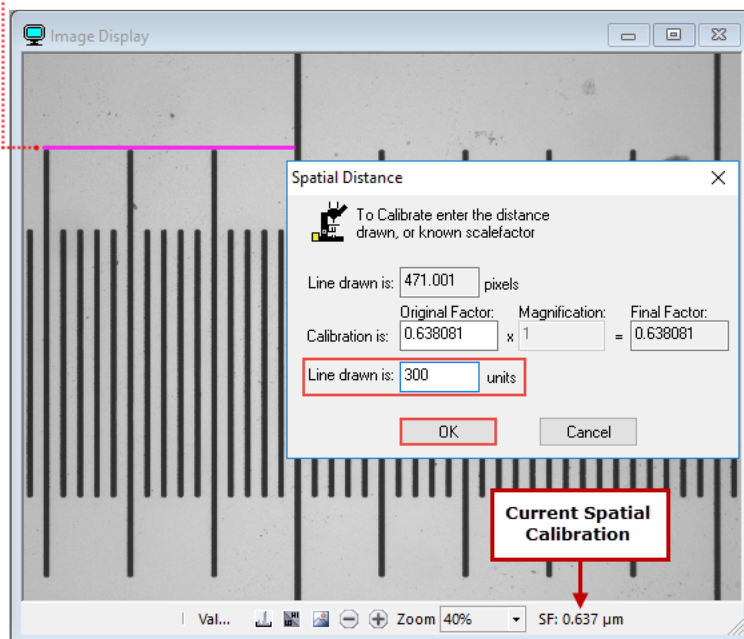 Image Display
Spatial Distance
To Calibrate enter the distance
drawn, or known scalefactor
Line drawn is: 471.001 pixels
Original Factor: Magnification: Final Factor:
Calibration is: 0.638081 x 1 = 0.638081
Line drawn is: 300 units
OK Cancel
Current Spatial
Calibration
Val... Zoom 40% SF: 0.637 µm